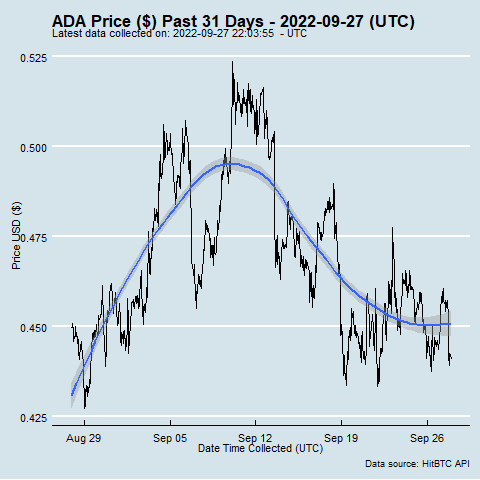 ADA Price ($) Past 31 Days - 2022-09-27 (UTC)
Latest data collected on: 2022-09-27 22:03:55  - UTC
0.525
0.500
0.475
0.450
0.425
Price USD ($)
Aug 29
Sep 05
Sep 12
Sep 19
Sep 26
Date Time Collected (UTC)
Data source: HitBTC API